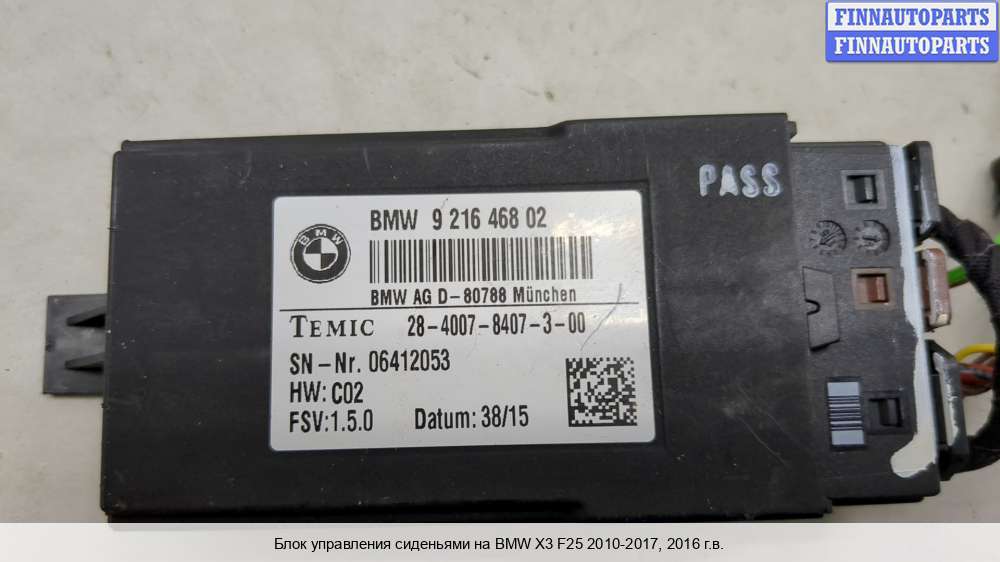 FINNAUTOPARTS
FINNAUTOPARTS
PASS
BMW 9 216 468 02
BMW
BMW AG D-80788 München
TEMIC 28-4007-8407-3-00
SN-Nr. 06412053
HW: C02
FSV:1.5.0 Datum: 38/15
Блок управления сиденьями на BMW X3 F25 2010-2017, 2016 г.в.